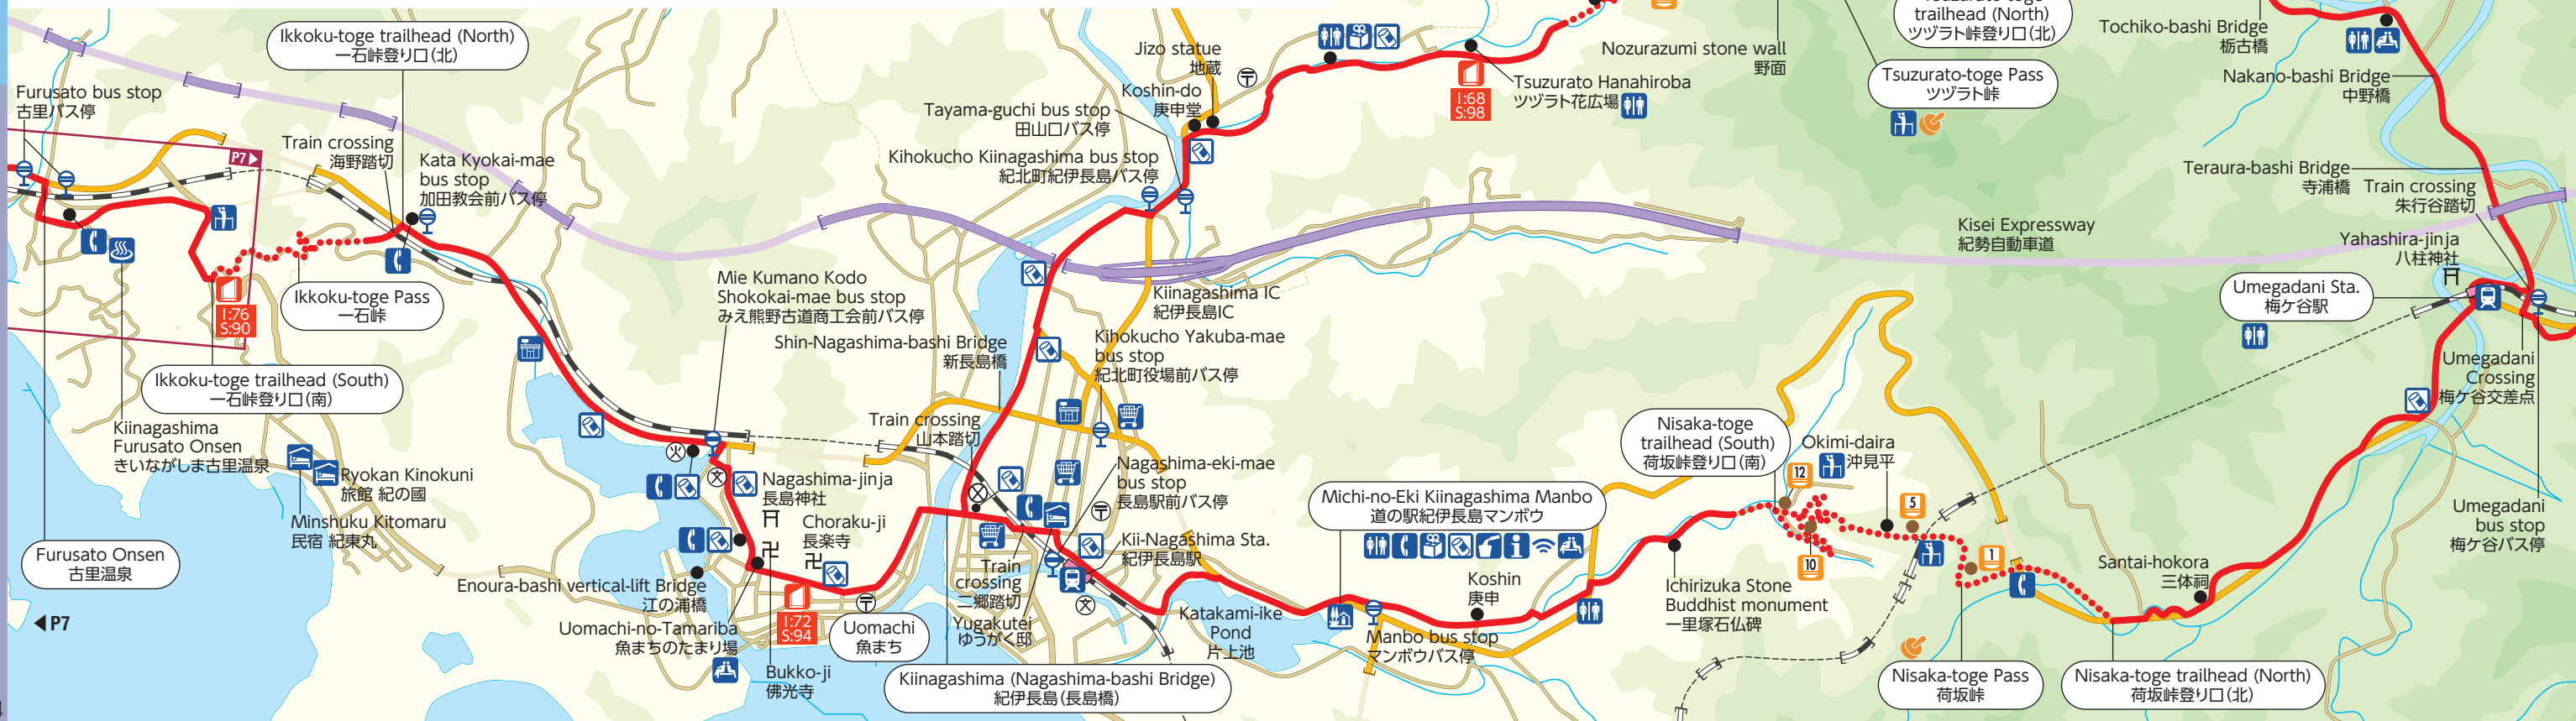 Ikkoku-toge trailhead (North)
一石峠登り口(北)
Furusato bus stop
古里バス停
P7
Train crossing
海野踏切
Kata Kyokai-mae
bus stop
加田教会前バス停
I:76
S:90
Ikkoku-toge Pass
一石峠
Ikkoku-toge trailhead (South)
一石峠登り口(南)
Kiinagashima
Furusato Onsen
きいながしま古里温泉
Ryokan Kinokuni
旅館 紀の國
Minshuku Kitomaru
民宿 紀東丸
Furusato Onsen
古里温泉
P7
Mie Kumano Kodo
Shokokai-mae bus stop
みえ熊野古道商工会前バス停
Shin-Nagashima-bashi Bridge
新長島橋
Train crossing
山本踏切
火
文
Nagashima-jinja
長島神社
Choraku-ji
長楽寺
卍
卍
Enoura-bashi vertical-lift Bridge
江の浦橋
Uomachi-no-Tamariba
魚まちのたまり場
I:72
S:94
Bukko-ji
佛光寺
〒
Uomachi
魚まち
Kiinagashima (Nagashima-bashi Bridge)
紀伊長島(長島橋)
Train
crossing
二郷踏切
Yugakutei
ゆうがく邸
Jizo statue
地蔵
Koshin-do
庚申堂
Tayama-guchi bus stop
田山口バス停
Kihokucho Kiinagashima bus stop
紀北町紀伊長島バス停
〒
Kiinagashima IC
紀伊長島IC
Kihokucho Yakuba-mae
bus stop
紀北町役場前バス停
Nagashima-eki-mae
bus stop
長島駅前バス停
〒
Kii-Nagashima Sta.
紀伊長島駅
文
Katakami-ike
Pond
片上池
Michi-no-Eki Kiinagashima Manbo
道の駅紀伊長島マンボウ
Manbo bus stop
マンボウバス停
Koshin
庚申
I:68
S:98
Tsuzurato Hanahiroba
ツヅラト花広場
Nozurazumi stone wall
野面
trailhead (North)
ツヅラト峠登り口(北)
Tsuzurato-toge Pass
ツヅラト峠
Kisei Expressway
紀勢自動車道
Nisaka-toge
trailhead (South)
荷坂峠登り口(南)
12
Okimi-daira
沖見平
5
10
1
Ichirizuka Stone
Buddhist monument
一里塚石仏碑
Nisaka-toge Pass
荷坂峠
Nisaka-toge trailhead (North)
荷坂峠登り口(北)
Santai-hokora
三体祠
Tochiko-bashi Bridge
栃古橋
Nakano-bashi Bridge
中野橋
Teraura-bashi Bridge
寺浦橋
Train crossing
朱行谷踏切
Yahashira-jinja
八柱神社
Umegadani Sta.
梅ケ谷駅
Umegadani
Crossing
梅ケ谷交差点
Umegadani
bus stop
梅ケ谷バス停